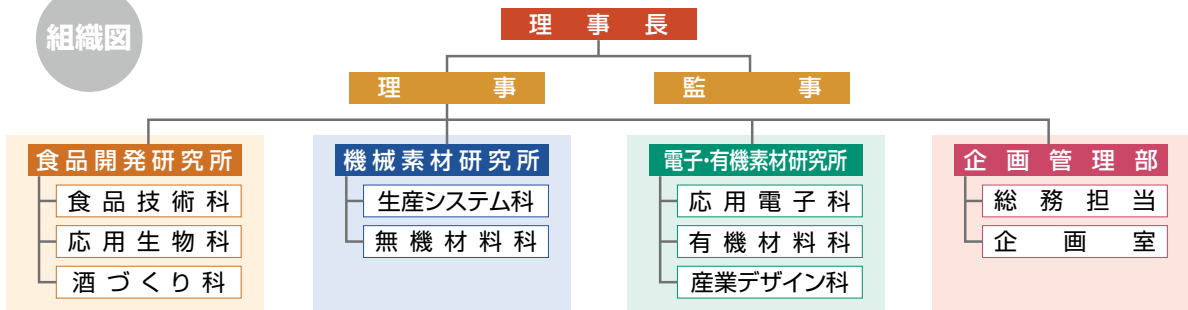 組織図
理事長
理事
監事
食品開発研究所
食品技術科
応用生物科
酒づくり科
機械素材研究所
生産システム科
無機材料科
電子・有機素材研究所
応用電子科
有機材料科
産業デザイン科
企画管理部
総務担当
企画室